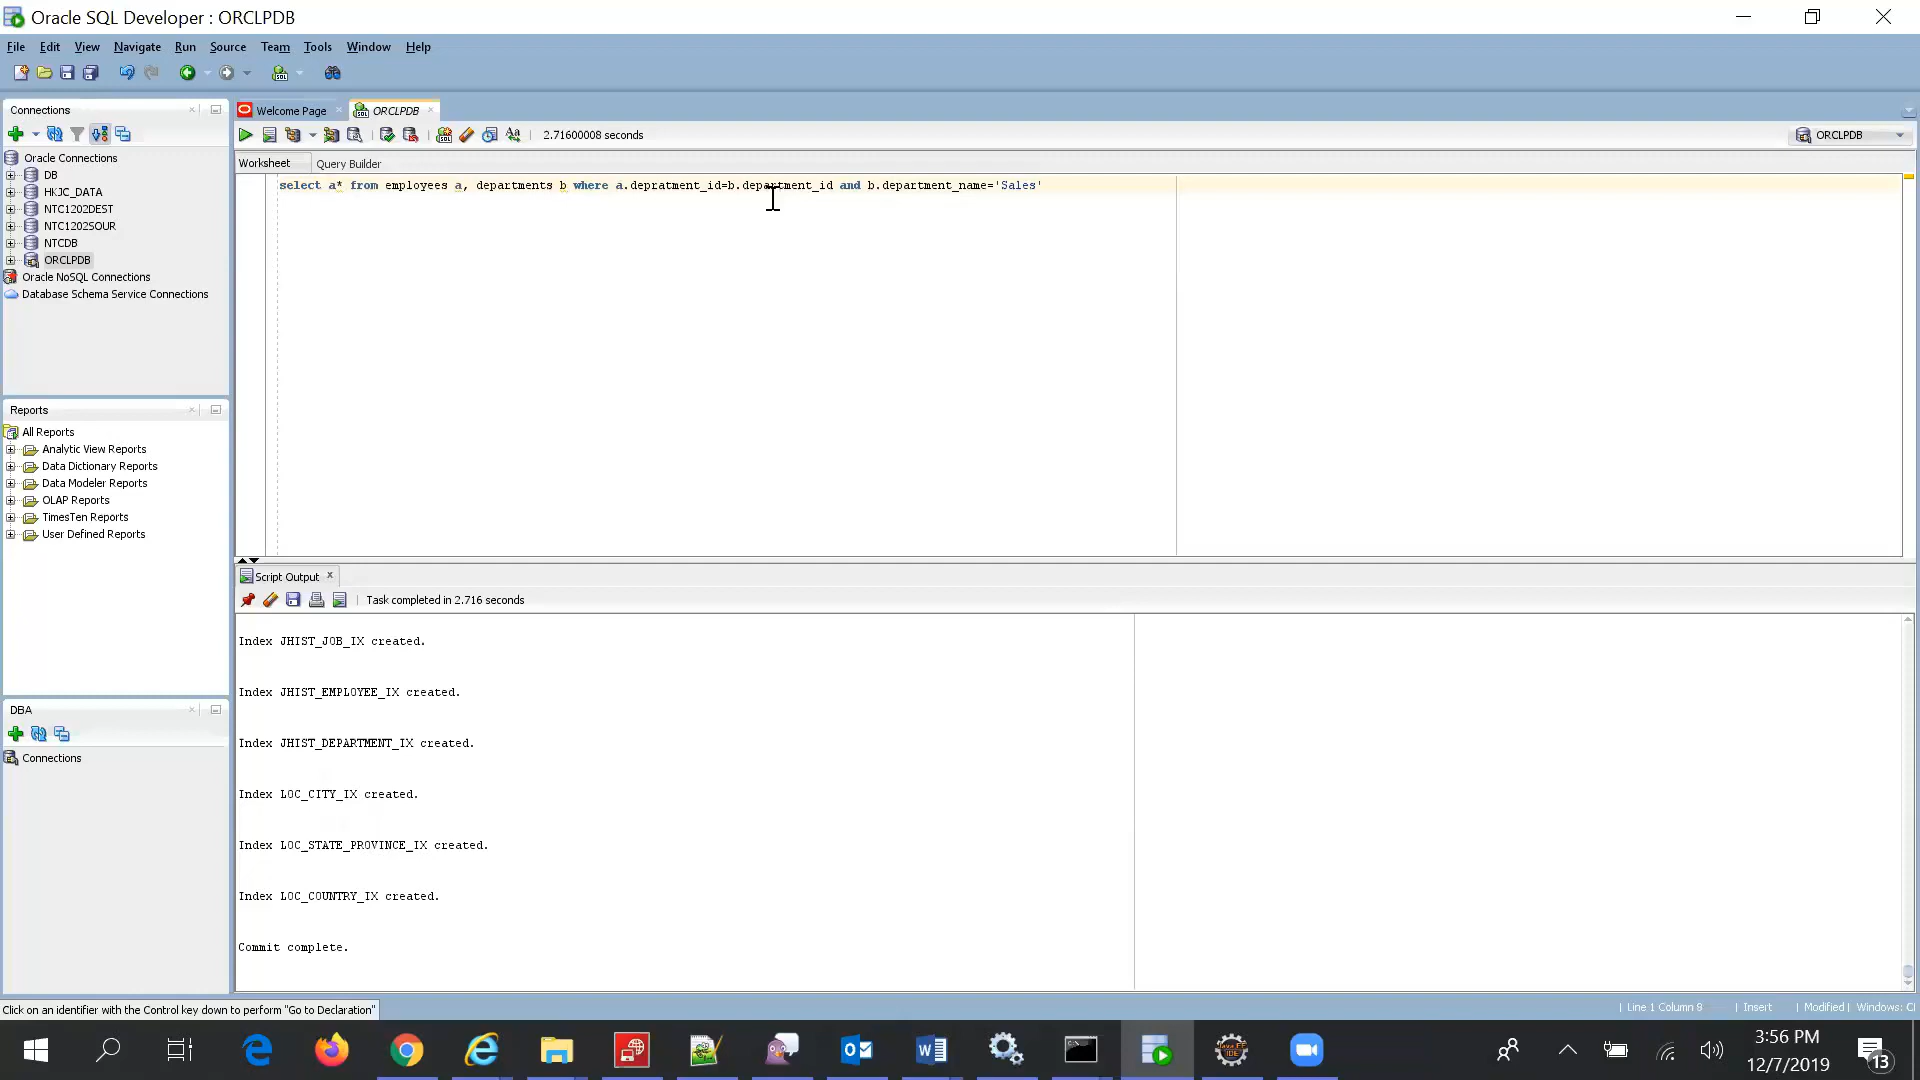 Oracle SQL Developer : ORCLPDB
File Edit View Navigate Run Source Team Tools Window Help
Connections
Oracle Connections
DB
HKJC_DATA
NTC1202DEST
NTC1202SOUR
NTCDB
ORCLPDB
Oracle NoSQL Connections
Database Schema Service Connections
Reports
All Reports
Analytic View Reports
Data Dictionary Reports
Data Modeler Reports
OLAP Reports
TimesTen Reports
User Defined Reports
DBA
Connections
Welcome Page
ORCLPDB
2.71600008 seconds
ORCLPDB
Worksheet Query Builder
select a* from employees a, departments b where a.depratment_id=b.department_id and b.department_name='Sales'
Script Output
Task completed in 2.716 seconds
Index JHIST_JOB_IX created.
Index JHIST_EMPLOYEE_IX created.
Index JHIST_DEPARTMENT_IX created.
Index LOC_CITY_IX created.
Index LOC_STATE_PROVINCE_IX created.
Index LOC_COUNTRY_IX created.
Commit complete.
Click on an identifier with the Control key down to perform "Go to Declaration"
Line 1 Column 9 | Insert | Modified | Windows: C
3:56 PM
12/7/2019
13